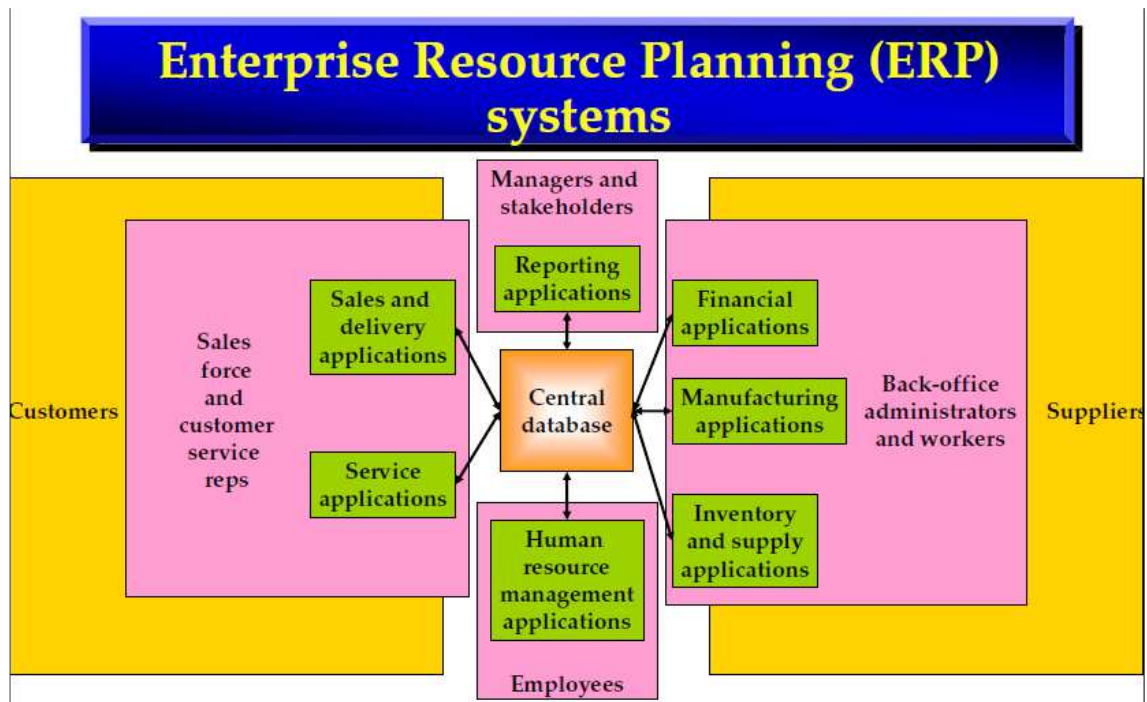 Enterprise Resource Planning (ERP)
systems
Managers and
stakeholders
Reporting
applications
Customers
Sales
force
and
customer
service
reps
Sales and
delivery
applications
Service
applications
Central
database
Financial
applications
Manufacturing
applications
Inventory
and supply
applications
Back-office
administrators
and workers
Suppliers
Human
resource
management
applications
Employees